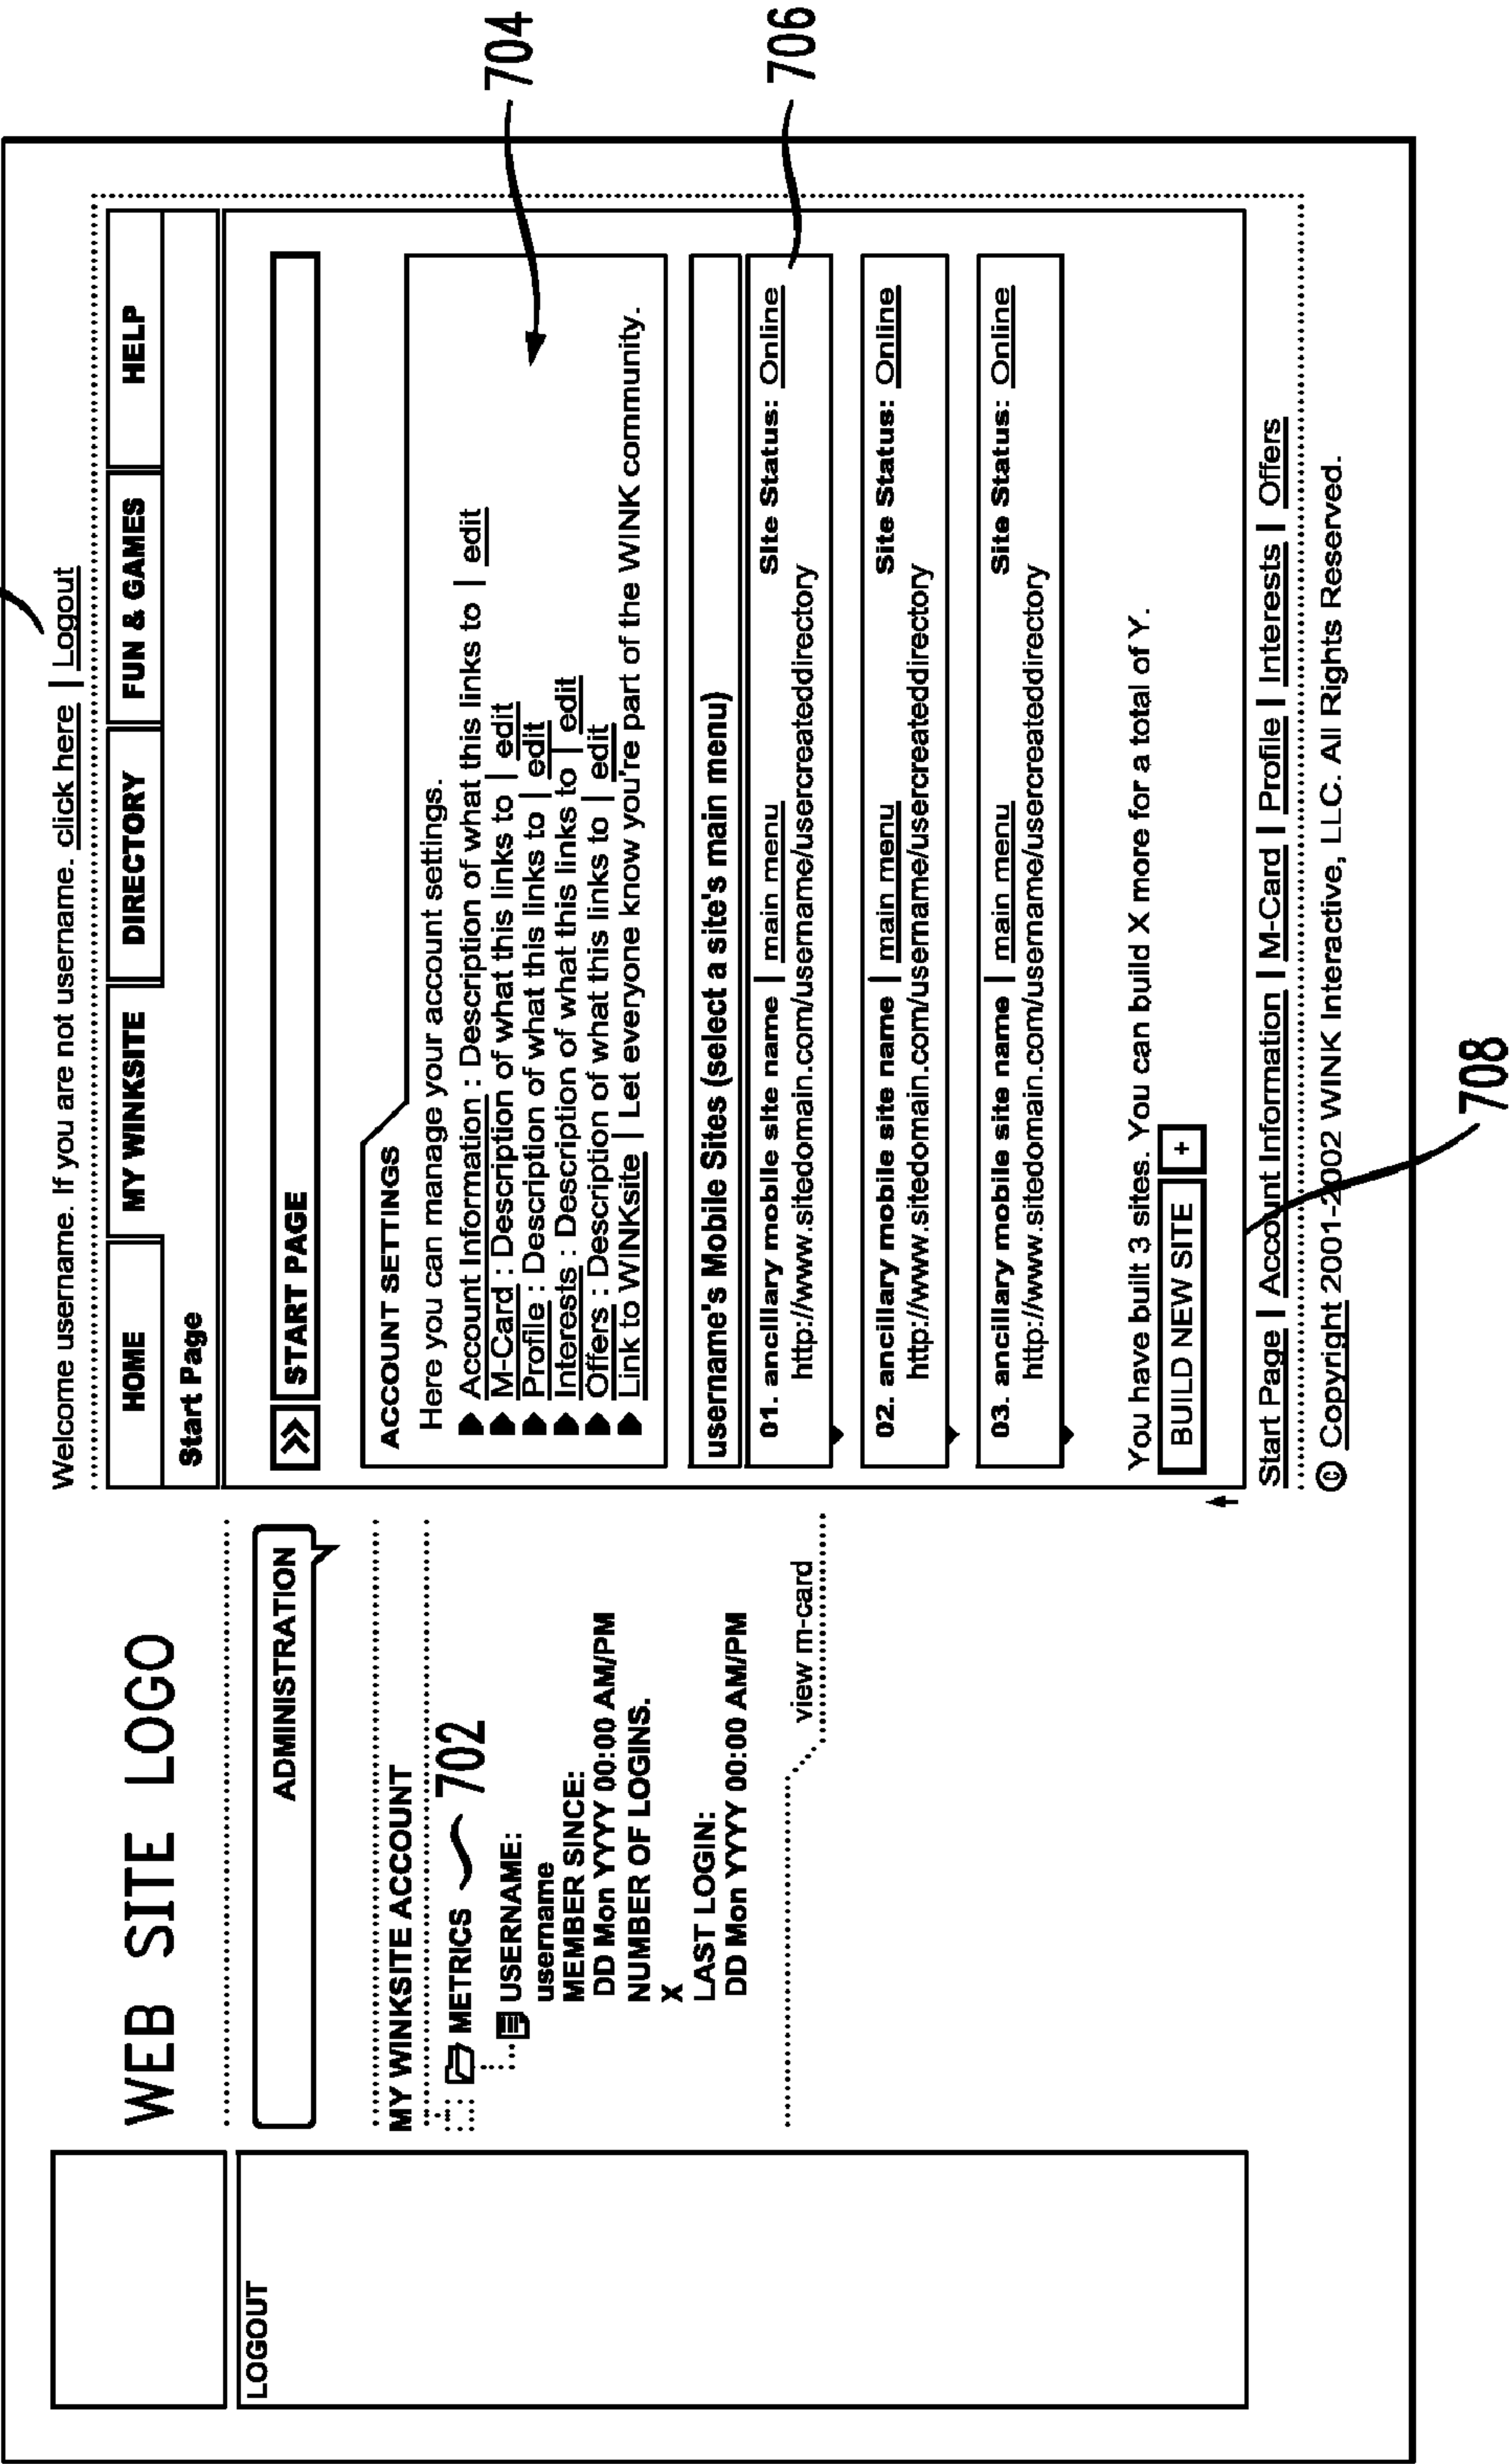 Welcome username. If you are not username. click here | Logout
WEB SITE LOGO
HOME
MY WINKSITE
DIRECTORY
FUN & GAMES
HELP
Start Page
LOGOUT
ADMINISTRATION
MY WINKSITE ACCOUNT
METRICS
702
USERNAME:
username
MEMBER SINCE:
DD Mon YYYY 00:00 AM/PM
NUMBER OF LOGINS.
X
LAST LOGIN:
DD Mon YYYY 00:00 AM/PM
view m-card
>> START PAGE
ACCOUNT SETTINGS
Here you can manage your account settings.
Account Information : Description of what this links to | edit
M-Card : Description of what this links to | edit
Profile : Description of what this links to | edit
Interests : Description of what this links to | edit
Offers : Description of what this links to | edit
Link to WINKsite | Let everyone know you're part of the WINK community.
704
username's Mobile Sites (select a site's main menu)
01. ancillary mobile site name | main menu Site Status: Online
http://www.sitedomain.com/username/usercreateddirectory
706
02. ancillary mobile site name | main menu Site Status: Online
http://www.sitedomain.com/username/usercreateddirectory
03. ancillary mobile site name | main menu Site Status: Online
http://www.sitedomain.com/username/usercreateddirectory
You have built 3 sites. You can build X more for a total of Y.
BUILD NEW SITE +
Start Page | Account Information | M-Card | Profile | Interests | Offers
© Copyright 2001-2002 WINK Interactive, LLC. All Rights Reserved.
708